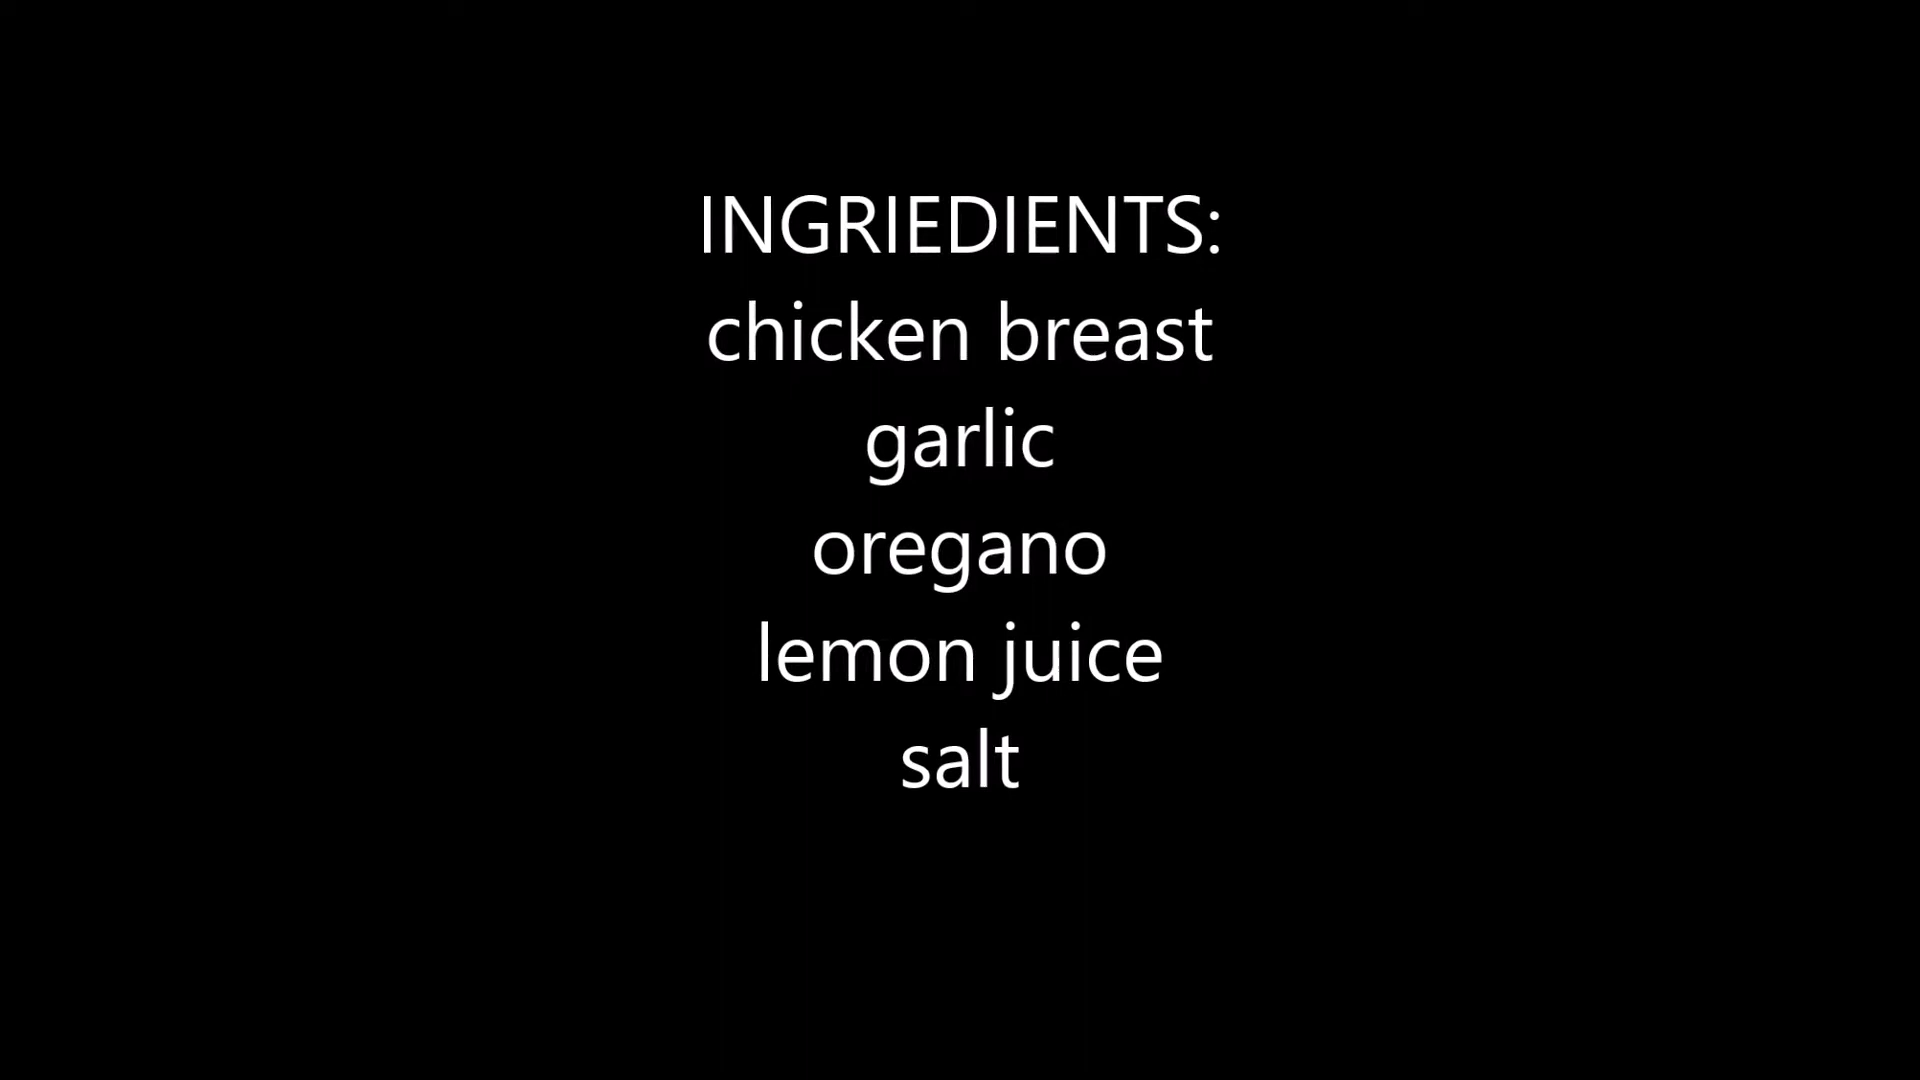 INGRIEDIENTS:
chicken breast
garlic
oregano
lemon juice
salt